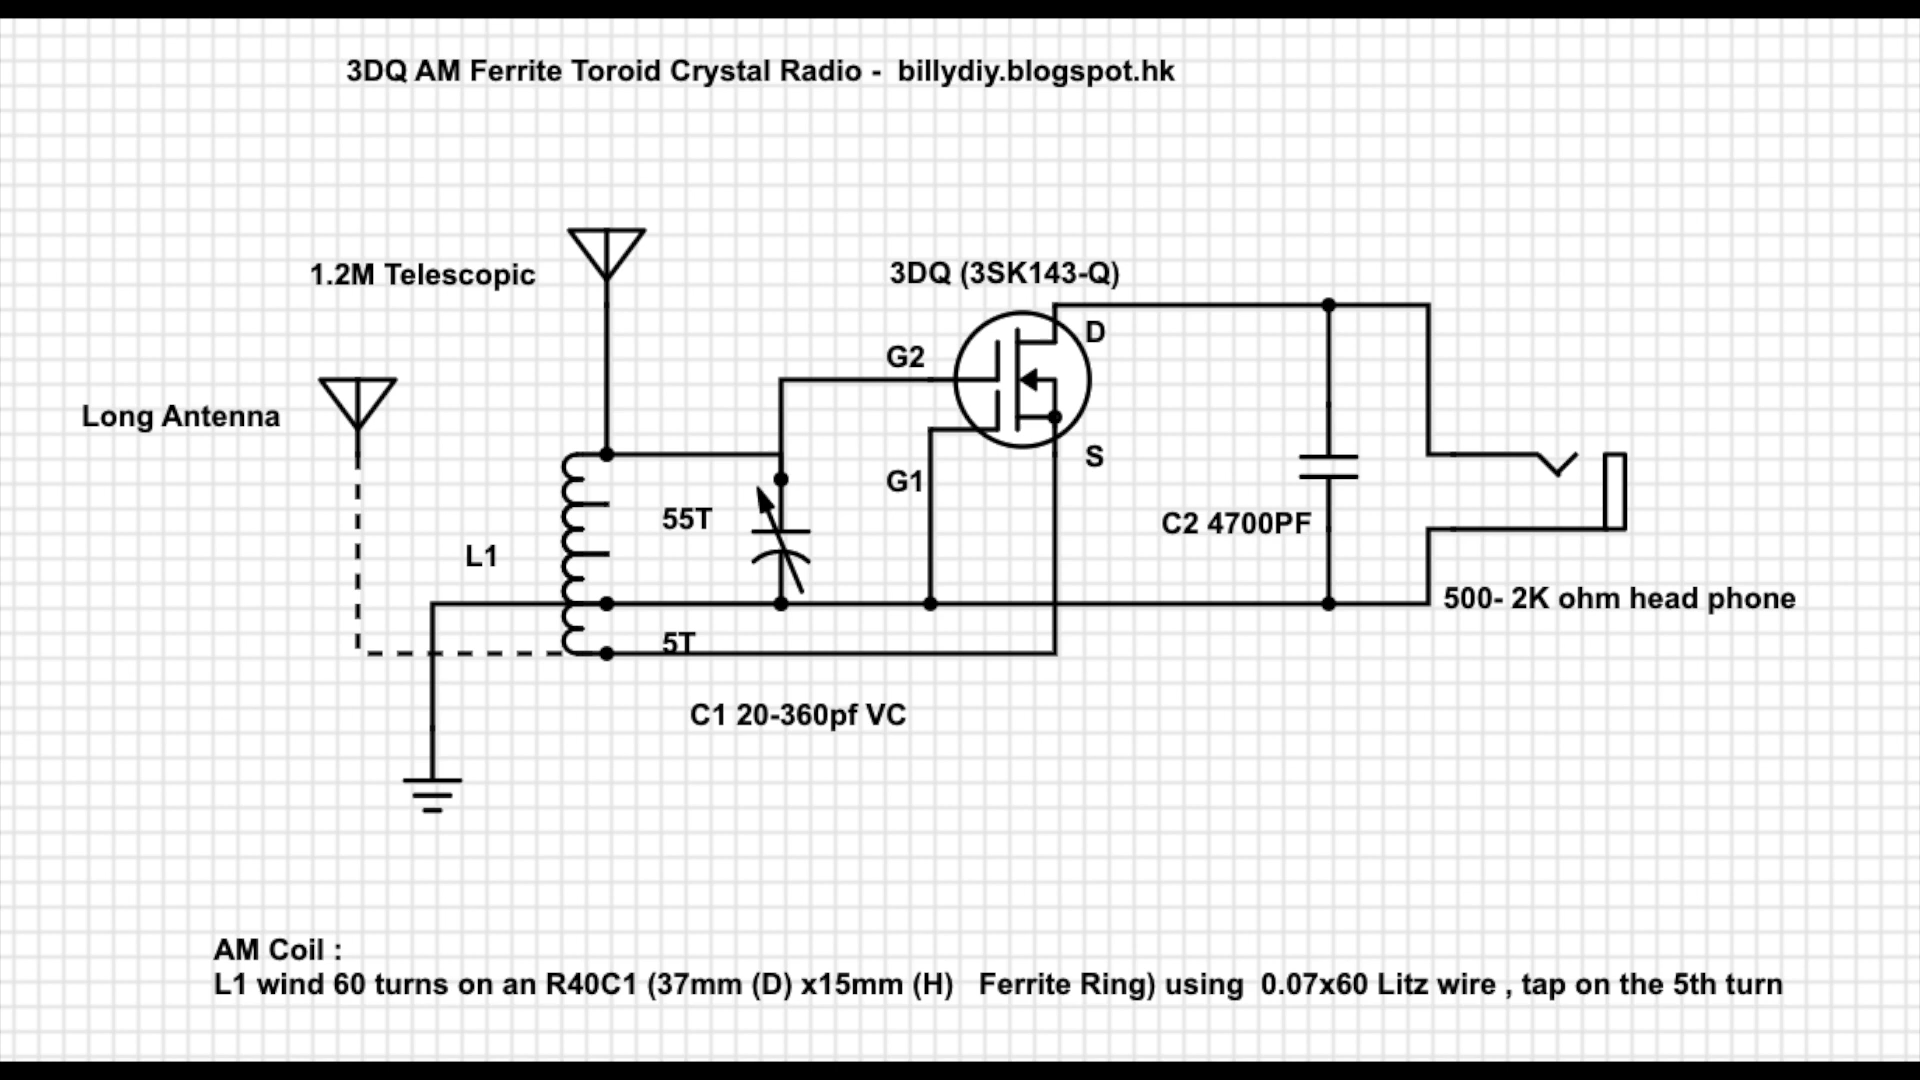 3DQ AM Ferrite Toroid Crystal Radio - billydiy.blogspot.hk
1.2M Telescopic
3DQ (3SK143-Q)
D
G2
Long Antenna
S
G1
55T
C2 4700PF
L1
500- 2K ohm head phone
5T
C1 20-360pf VC
AM Coil :
L1 wind 60 turns on an R40C1 (37mm (D) x15mm (H) Ferrite Ring) using 0.07x60 Litz wire , tap on the 5th turn